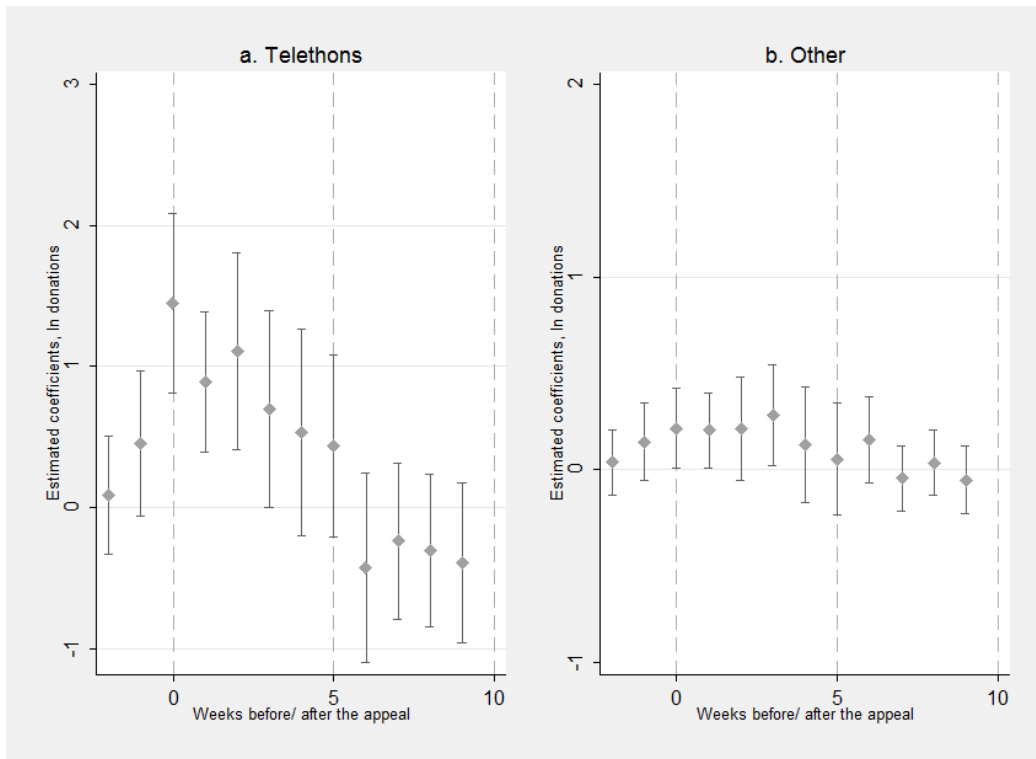 a. Telethons
Estimated coefficients, ln donations
3
2
1
0
-1
0 5 10
Weeks before/ after the appeal
b. Other
Estimated coefficients, ln donations
2
1
0
-1
0 5 10
Weeks before/ after the appeal